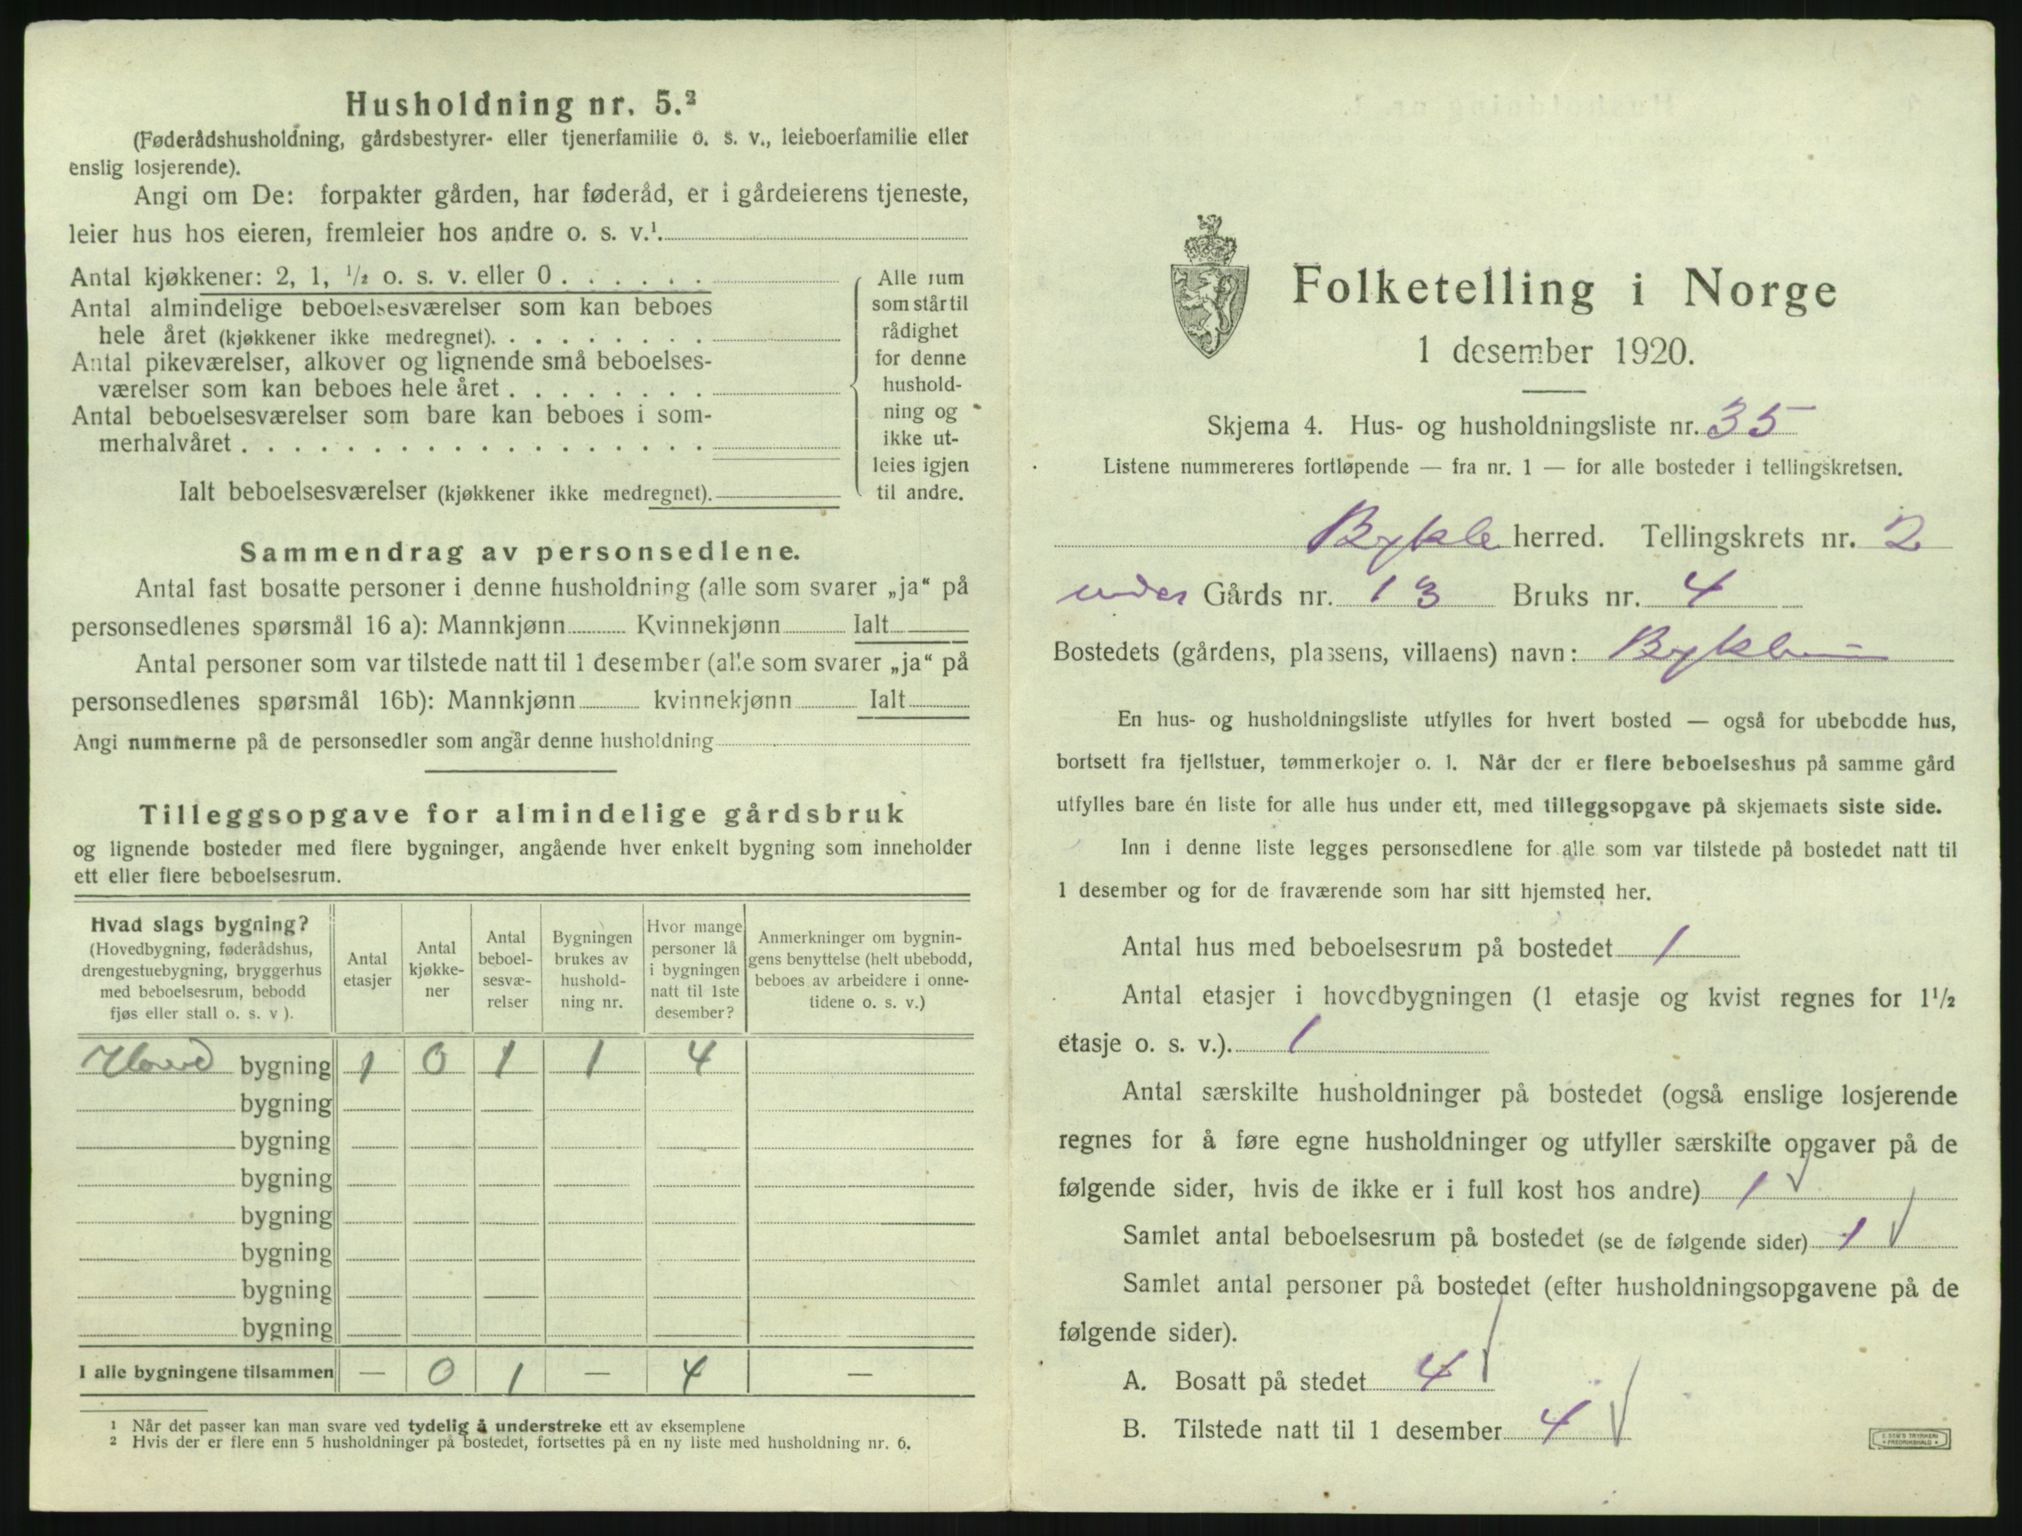 Husholdning nr. 5.²
(Føderådshusholdning, gårdsbestyrer- eller tjenerfamilie o. s. v., leieboerfamilie eller
enslig losjerende).
Angi om De: forpakter gården, har føderåd, er i gårdeierens tjeneste,
leier hus hos eieren, fremleier hos andre o. s. v.¹.
Antal kjøkkener: 2, 1, ½ o. s. v. eller 0 . . . . . .
Antal almindelige beboelsesværelser som kan beboes
hele året (kjøkkener ikke medregnet). . . . . . . . .
Antal pikeværelser, alkover og lignende små beboelses-
værelser som kan beboes hele året . . . . . . . .
Antal beboelsesværelser som bare kan beboes i som-
merhalvåret . . . . . . . . . . . . . . . . . .
Ialt beboelsesværelser (kjøkkener ikke medregnet).
Alle rum
som står til
rådighet
for denne
hushold-
ning og
ikke ut-
leies igjen
til andre.
Sammendrag av personsedlene.
Antal fast bosatte personer i denne husholdning (alle som svarer „ja“ på
personsedlenes spørsmål 16 a): Mannkjønn Kvinnekjønn Ialt
Antal personer som var tilstede natt til 1 desember (alle som svarer „ja“ på
personsedlenes spørsmål 16b): Mannkjønn kvinnekjønn Ialt
Angi nummerne på de personsedler som angår denne husholdning
Tilleggsopgave for almindelige gårdsbruk
og lignende bosteder med flere bygninger, angående hver enkelt bygning som inneholder
ett eller flere beboelsesrum.
Hvad slags bygning?
(Hovedbygning, føderådshus,
drengestuebygning, bryggerhus
med beboelsesrum, bebodd
fjøs eller stall o. s. v ).
Antal
etasjer
Antal
kjøkke-
ner
Antal
beboel-
sesvæ-
relser
Bygningen
brukes av
hushold-
ning nr.
Hvor mange
personer lå
i bygningen
natt til 1ste
desember?
Anmerkninger om bygnin-
gens benyttelse (helt ubebodd,
beboes av arbeidere i onne-
tidene o. s. v.)
Hoved bygning 1 0 1 1 4
bygning
bygning
bygning
bygning
bygning
bygning
bygning
I alle bygningene tilsammen — 0 1 — 4 —
¹ Når det passer kan man svare ved tydelig å understreke ett av eksemplene
² Hvis der er flere enn 5 husholdninger på bostedet, fortsettes på en ny liste med husholdning nr. 6.
Folketelling i Norge
1 desember 1920.
Skjema 4. Hus- og husholdningsliste nr. 35
Listene nummereres fortløpende — fra nr. 1 — for alle bosteder i tellingskretsen.
Bykle herred. Tellingskrets nr. 2
under Gårds nr. 13 Bruks nr. 4
Bostedets (gårdens, plassens, villaens) navn:
En hus- og husholdningsliste utfylles for hvert bosted — også for ubebodde hus,
bortsett fra fjellstuer, tømmerkojer o. l. Når der er flere beboelseshus på samme gård
utfylles bare én liste for alle hus under ett, med tilleggsopgave på skjemaets siste side.
Inn i denne liste legges personsedlene for alle som var tilstede på bostedet natt til
1 desember og for de fraværende som har sitt hjemsted her.
Antal hus med beboelsesrum på bostedet 1
Antal etasjer i hovedbygningen (1 etasje og kvist regnes for 1½
etasje o. s. v.). 1
Antal særskilte husholdninger på bostedet (også enslige losjerende
regnes for å føre egne husholdninger og utfyller særskilte opgaver på de
følgende sider, hvis de ikke er i full kost hos andre) 1
Samlet antal beboelsesrum på bostedet (se de følgende sider) 1
Samlet antal personer på bostedet (efter husholdningsopgavene på de
følgende sider).
A. Bosatt på stedet 4
B. Tilstede natt til 1 desember 4